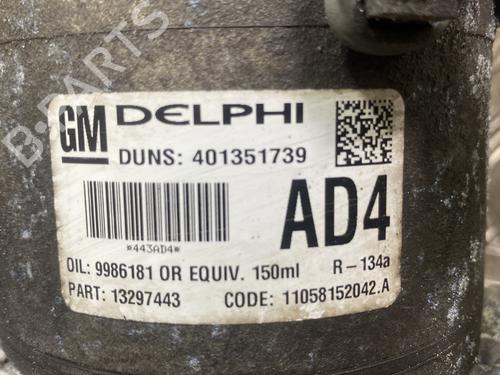 B-PARTS
GM DELPHI
DUNS: 401351739
*443AD4*
AD4
OIL: 9986181 OR EQUIV. 150ml R-134a
PART: 13297443 CODE: 11058152042.A